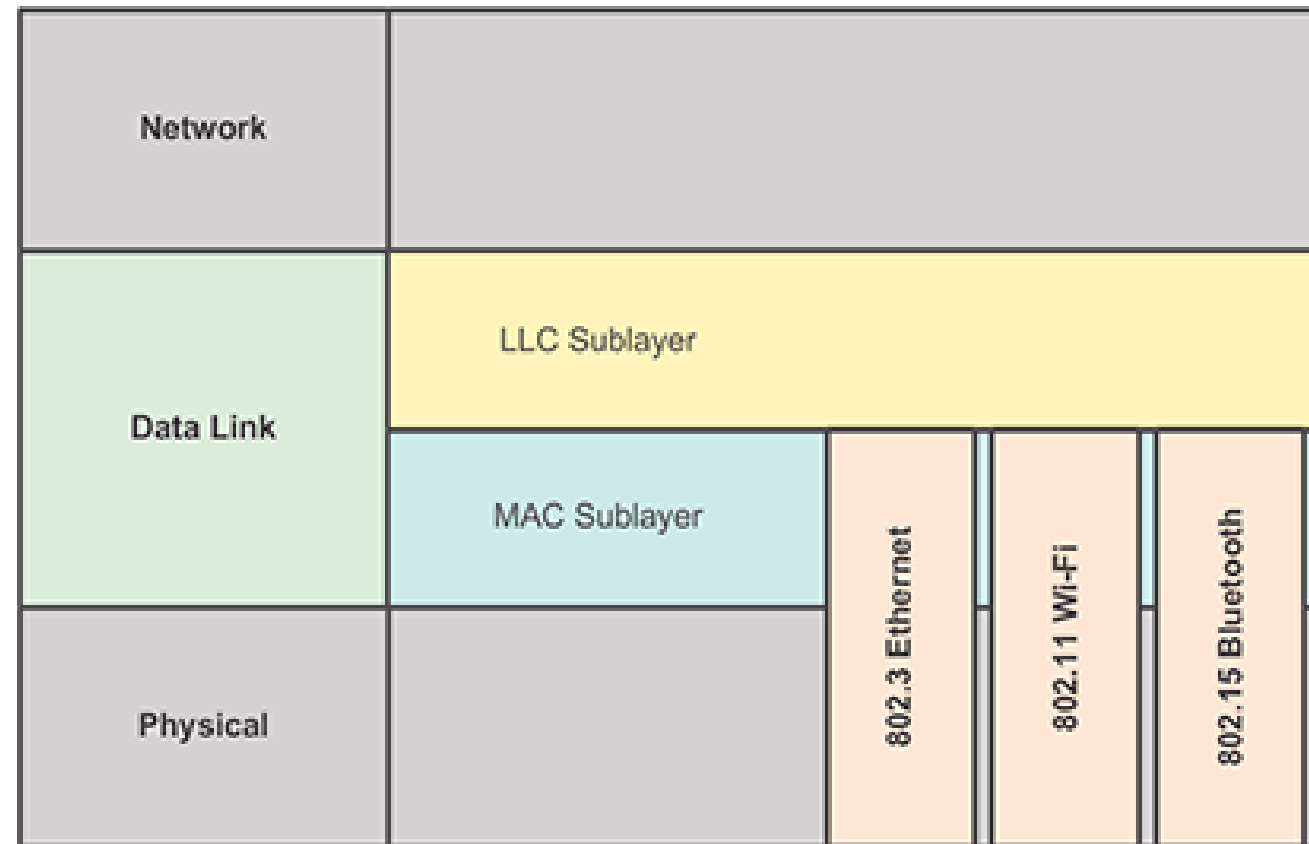 Network
LLC Sublayer
Data Link
MAC Sublayer
802.3 Ethernet
802.11 Wi-Fi
802.15 Bluetooth
Physical